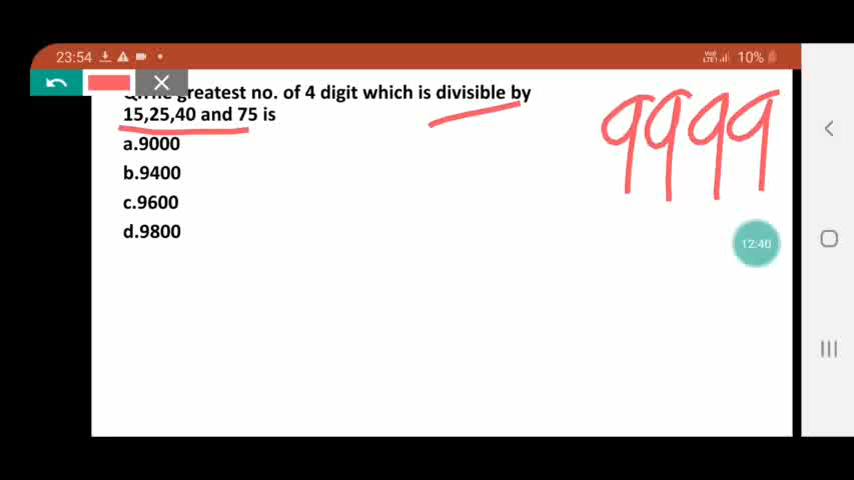 23:54 10%
greatest no. of 4 digit which is divisible by
15,25,40 and 75 is
9999
a.9000
b.9400
c.9600
d.9800
12:40